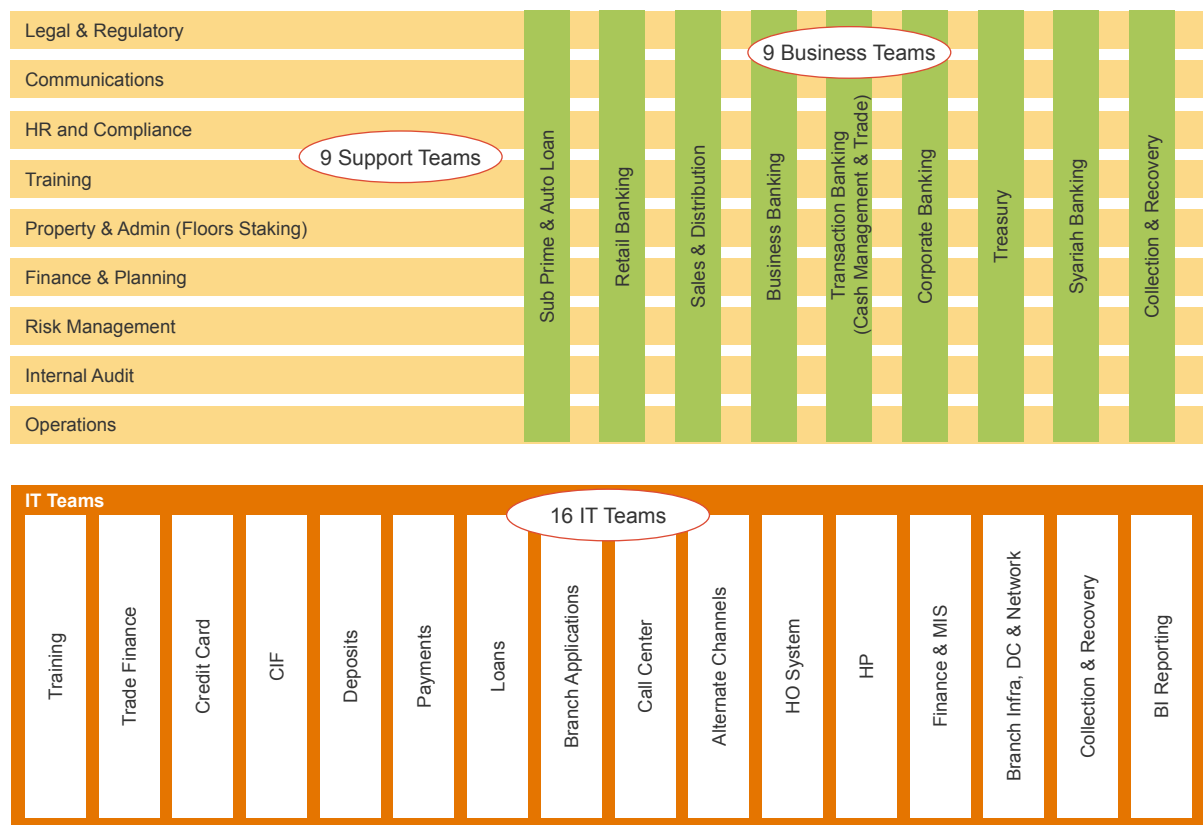 Legal & Regulatory
9 Business Teams
Communications
HR and Compliance
9 Support Teams
Training
Property & Admin (Floors Staking)
Finance & Planning
Risk Management
Internal Audit
Operations
Sub Prime & Auto Loan
Retail Banking
Sales & Distribution
Business Banking
Transaction Banking
(Cash Management & Trade)
Corporate Banking
Treasury
Syariah Banking
Collection & Recovery
IT Teams
16 IT Teams
Training
Trade Finance
Credit Card
CIF
Deposits
Payments
Loans
Branch Applications
Call Center
Alternate Channels
HO System
HP
Finance & MIS
Branch Infra, DC & Network
Collection & Recovery
BI Reporting